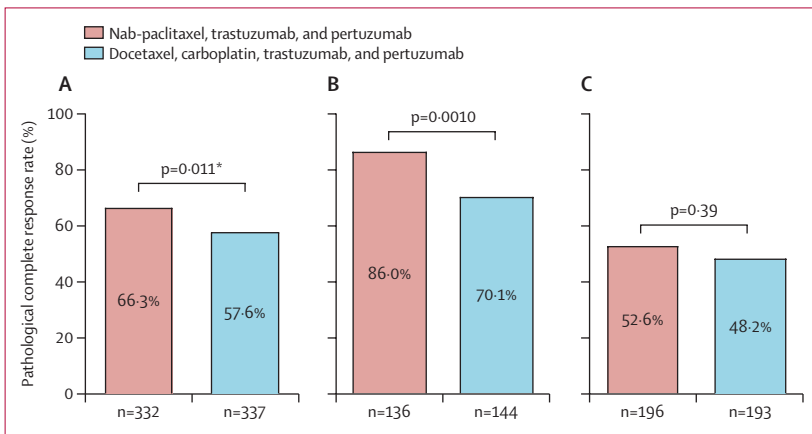 Nab-paclitaxel, trastuzumab, and pertuzumab
Docetaxel, carboplatin, trastuzumab, and pertuzumab
A
B
C
Pathological complete response rate (%)
100
80
60
40
20
0
p=0·011*
66·3%
57·6%
n=332
n=337
p=0·0010
86·0%
70·1%
n=136
n=144
p=0·39
52·6%
48·2%
n=196
n=193